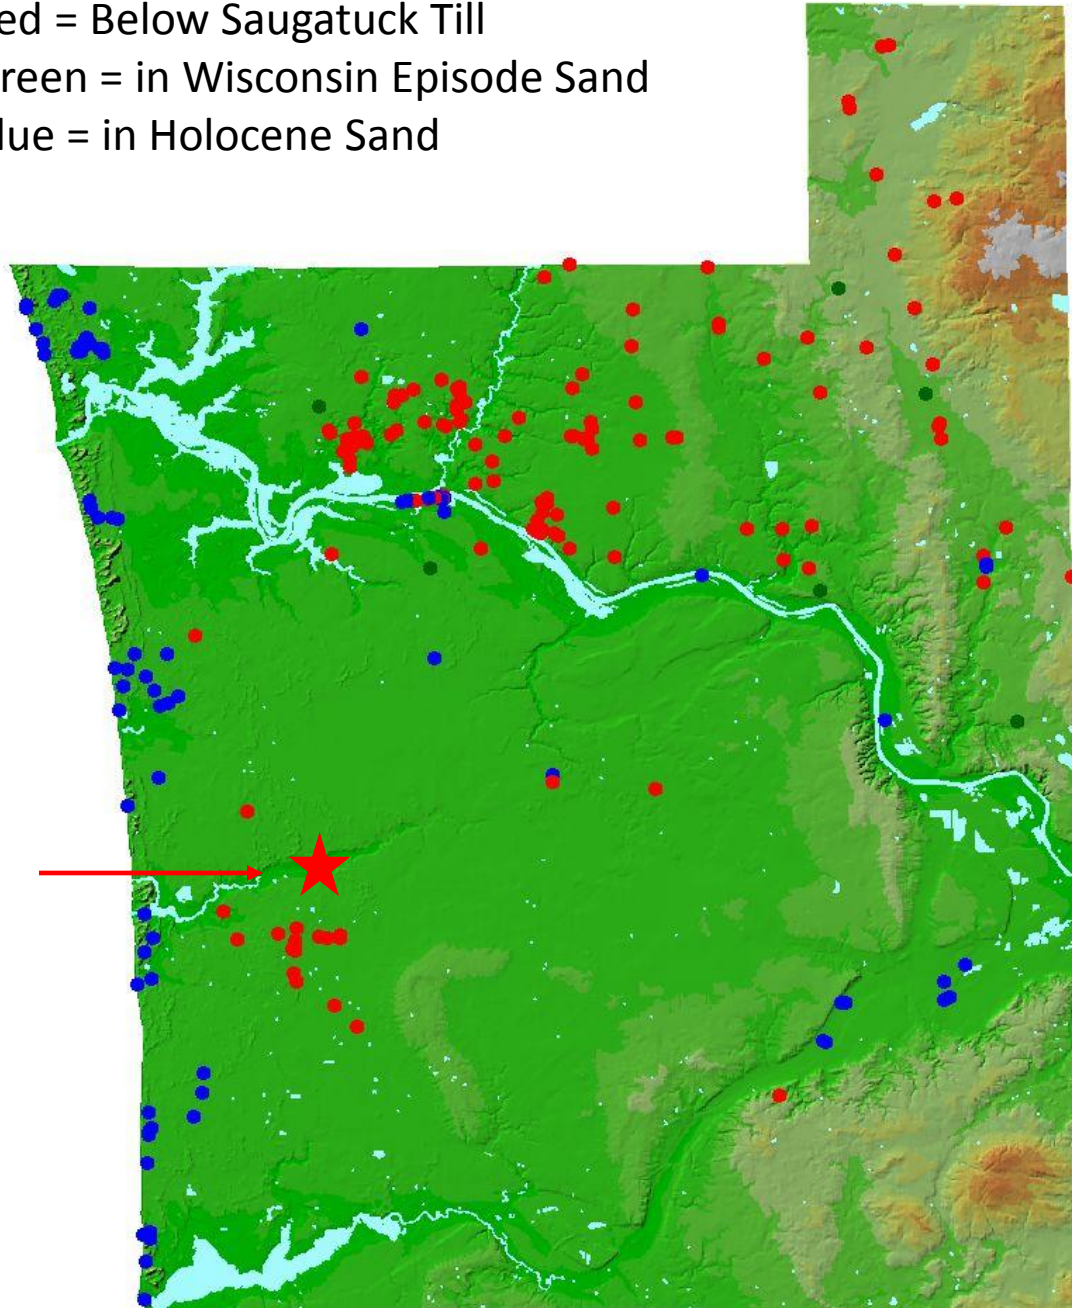 ed = Below Saugatuck Till
reen = in Wisconsin Episode Sand
lue = in Holocene Sand